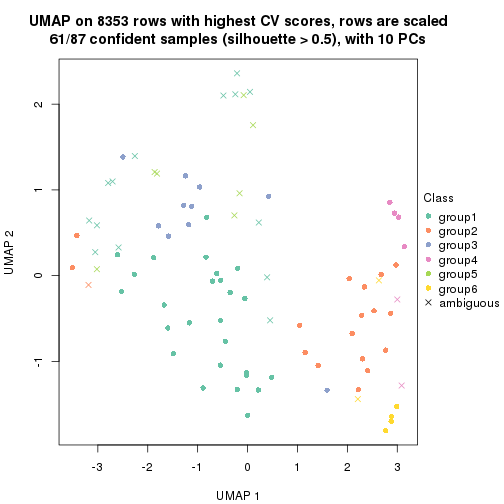 UMAP on 8353 rows with highest CV scores, rows are scaled
61/87 confident samples (silhouette > 0.5), with 10 PCs
UMAP 2
2
1
0
-1
-3
-2
-1
0
1
2
3
UMAP 1
Class
group1
group2
group3
group4
group5
group6
ambiguous